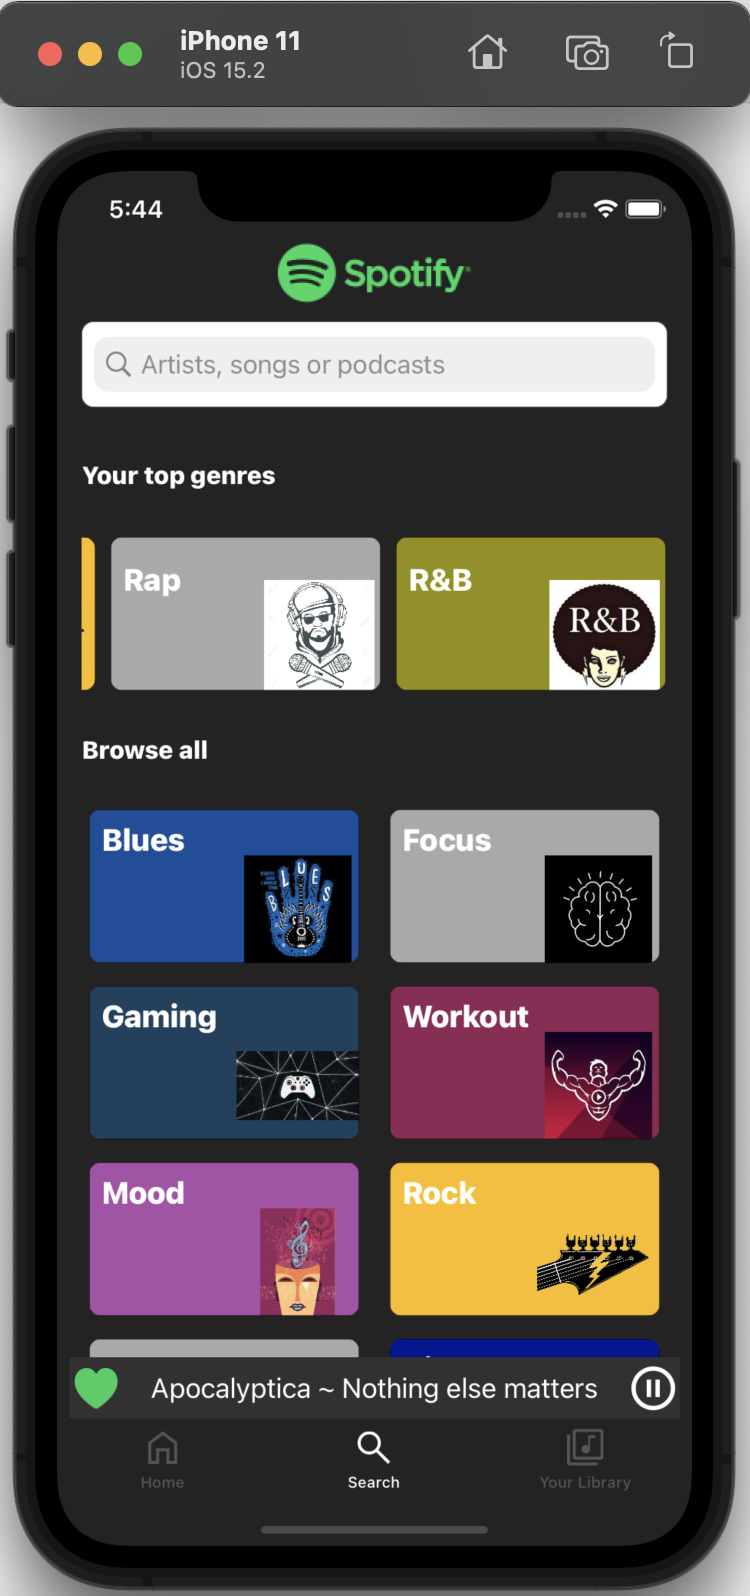 iPhone 11
iOS 15.2
5:44
Spotify
Artists, songs or podcasts
Your top genres
Rap
R&B
R&B
Browse all
Blues
BLUES
Focus
Gaming
Workout
Mood
Rock
Apocalyptica ~ Nothing else matters
Home
Search
Your Library